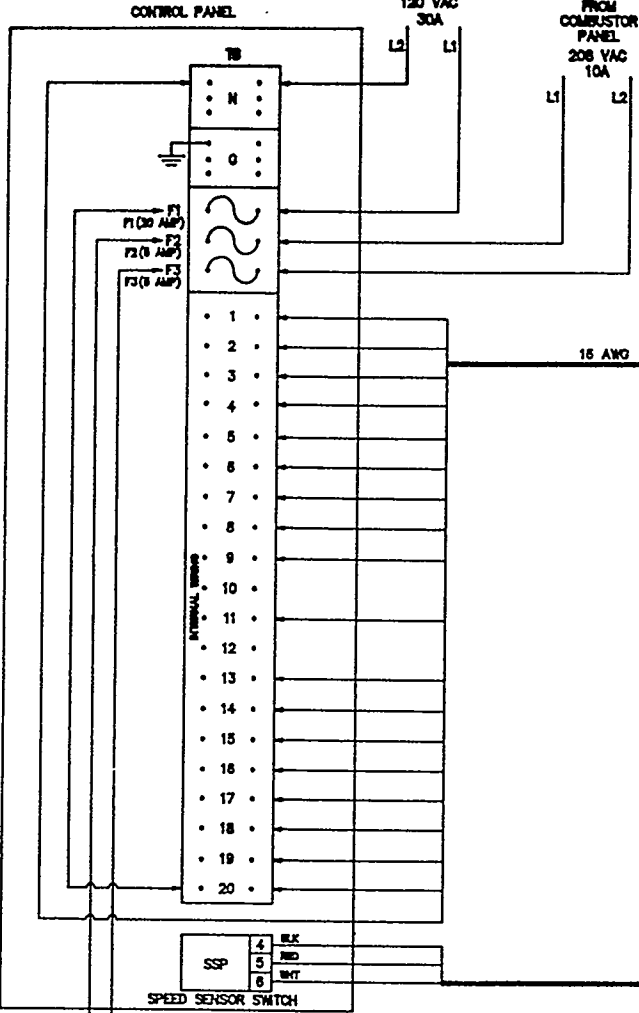 CONTROL PANEL
120 VAC
30A
L2 L1
FROM
COMBUSTOR
PANEL
208 VAC
10A
L1 L2
TB
N
G
F1
F1(20 AMP)
F2
F2(5 AMP)
F3
F3(5 AMP)
1
2
3
4
5
6
7
8
9
10
11
12
13
14
15
16
17
18
19
20
INTERNAL WIRING
16 AWG
SSP
4 BLK
5 RED
6 WHT
SPEED SENSOR SWITCH